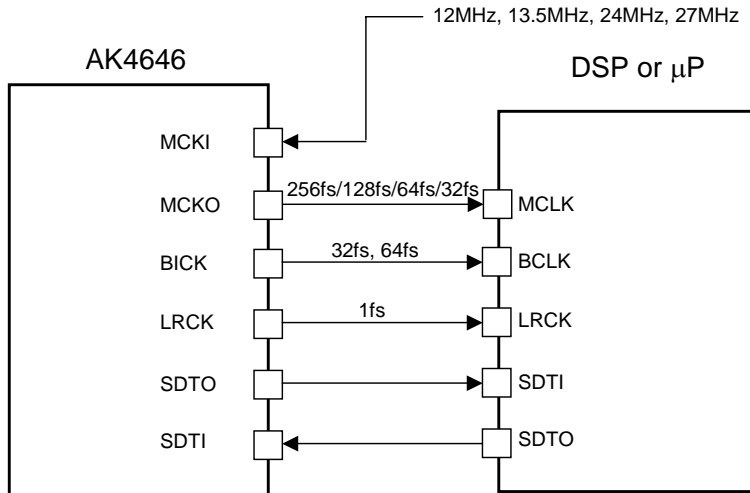 12MHz, 13.5MHz, 24MHz, 27MHz
AK4646
DSP or μP
MCKI
MCKO
256fs/128fs/64fs/32fs
MCLK
BICK
32fs, 64fs
BCLK
LRCK
1fs
LRCK
SDTO
SDTI
SDTI
SDTO